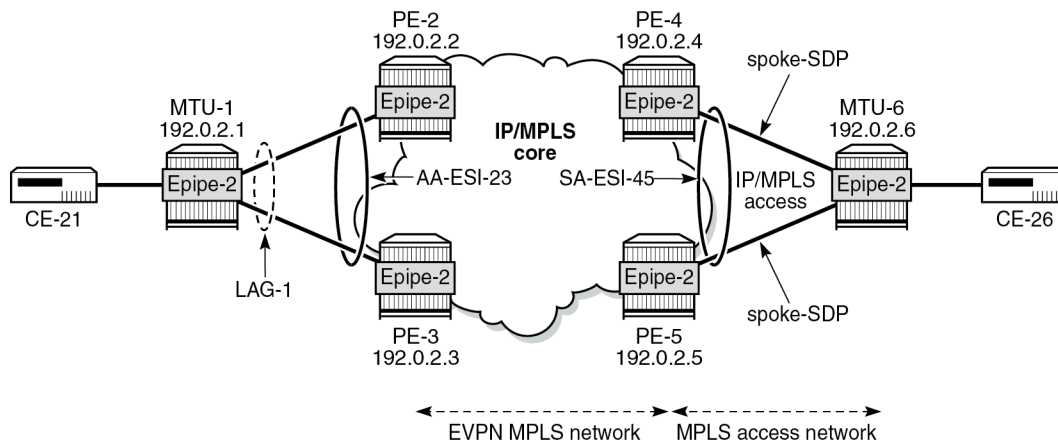 PE-2
192.0.2.2
Epipe-2
PE-4
192.0.2.4
Epipe-2
spoke-SDP
MTU-1
192.0.2.1
Epipe-2
IP/MPLS
core
MTU-6
192.0.2.6
Epipe-2
AA-ESI-23
SA-ESI-45
IP/MPLS
access
CE-21
CE-26
LAG-1
Epipe-2
PE-3
192.0.2.3
Epipe-2
PE-5
192.0.2.5
spoke-SDP
EVPN MPLS network
MPLS access network